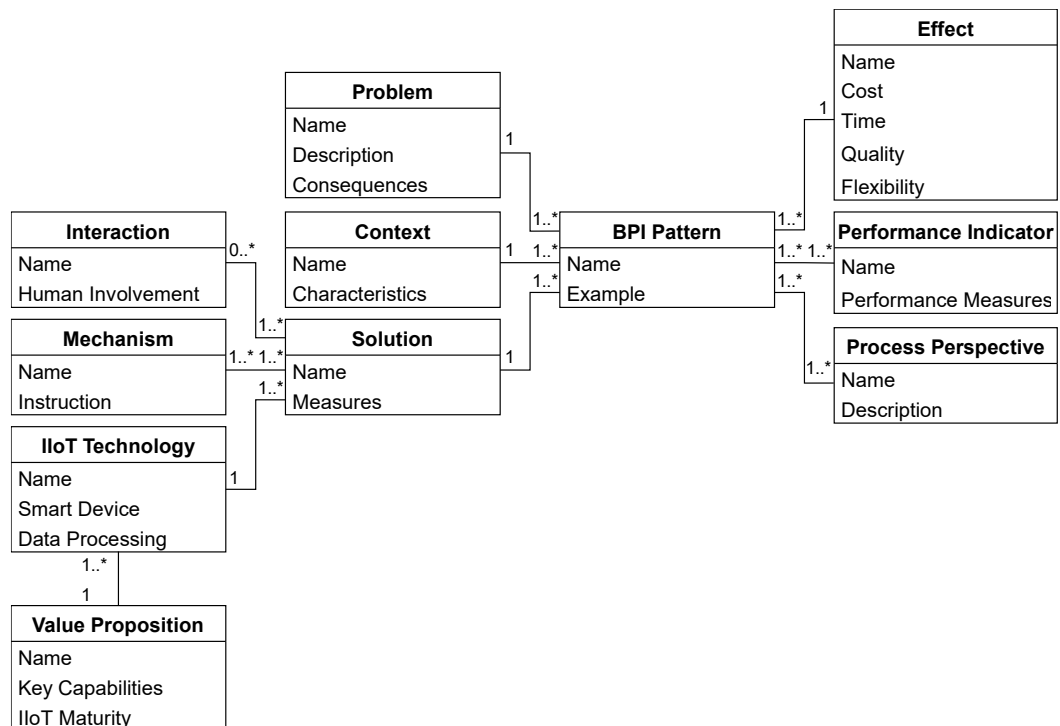 Effect
Name
Cost
Time
Quality
Flexibility
1
1..*
Problem
Name
Description
Consequences
1
1..*
Interaction
Name
Human Involvement
0..*
1..*
Context
Name
Characteristics
1
1..*
BPI Pattern
Name
Example
Performance Indicator
Name
Performance Measures
1..*
1..*
Mechanism
Name
Instruction
1..*
1..*
Solution
Name
Measures
1
1..*
Process Perspective
Name
Description
1..*
1..*
IIoT Technology
Name
Smart Device
Data Processing
1
1..*
1..*
1
Value Proposition
Name
Key Capabilities
IIoT Maturity